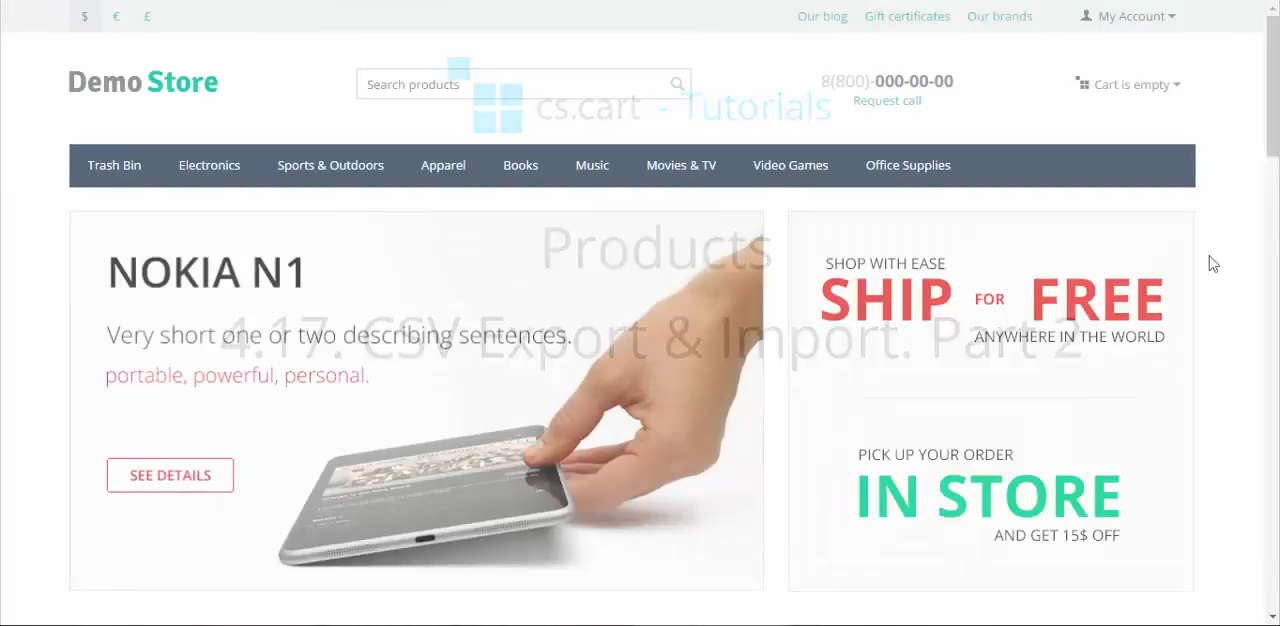 $ € £ Our blog Gift certificates Our brands My Account
Demo Store Search products 8(800)-000-00-00 Cart is empty
Request call
cs.cart - Tutorials
Trash Bin Electronics Sports & Outdoors Apparel Books Music Movies & TV Video Games Office Supplies
Products
4.17. CSV Export & Import. Part 2
NOKIA N1
Very short one or two describing sentences.
portable, powerful, personal.
SEE DETAILS
SHOP WITH EASE
SHIP FOR FREE
ANYWHERE IN THE WORLD
PICK UP YOUR ORDER
IN STORE
AND GET 15$ OFF